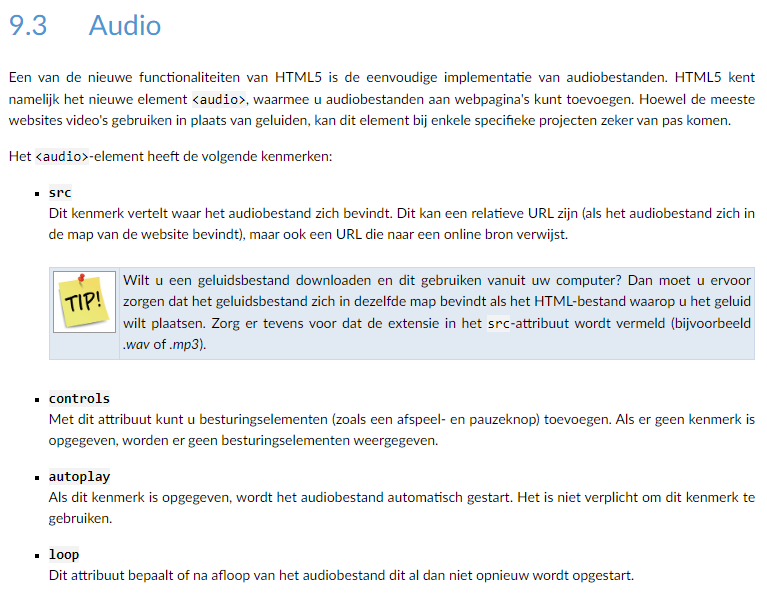 9.3 Audio
Een van de nieuwe functionaliteiten van HTML5 is de eenvoudige implementatie van audiobestanden. HTML5 kent
namelijk het nieuwe element <audio>, waarmee u audiobestanden aan webpagina's kunt toevoegen. Hoewel de meeste
websites video's gebruiken in plaats van geluiden, kan dit element bij enkele specifieke projecten zeker van pas komen.
Het <audio>-element heeft de volgende kenmerken:
▪ src
Dit kenmerk vertelt waar het audiobestand zich bevindt. Dit kan een relatieve URL zijn (als het audiobestand zich in
de map van de website bevindt), maar ook een URL die naar een online bron verwijst.
TIP!
Wilt u een geluidsbestand downloaden en dit gebruiken vanuit uw computer? Dan moet u ervoor
zorgen dat het geluidsbestand zich in dezelfde map bevindt als het HTML-bestand waarop u het geluid
wilt plaatsen. Zorg er tevens voor dat de extensie in het src-attribuut wordt vermeld (bijvoorbeeld
.wav of .mp3).
▪ controls
Met dit attribuut kunt u besturingselementen (zoals een afspeel- en pauzeknop) toevoegen. Als er geen kenmerk is
opgegeven, worden er geen besturingselementen weergegeven.
▪ autoplay
Als dit kenmerk is opgegeven, wordt het audiobestand automatisch gestart. Het is niet verplicht om dit kenmerk te
gebruiken.
▪ loop
Dit attribuut bepaalt of na afloop van het audiobestand dit al dan niet opnieuw wordt opgestart.